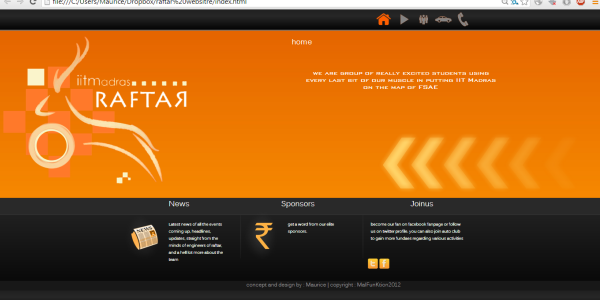 file:///C:/Users/Maurice/Dropbox/raftar%20website/index.html
home
iitmadras
RAFTAR
we are group of really excited students using
every last bit of our muscle in putting IIT Madras
on the map of FSAE
News
Sponsors
Joinus
NEWS
Latest news of all the events
coming up, headlines,
updates, straight from the
minds of engineers of raftar,
and a hell lot more about the
team
get a word from our elite
sponsors.
become our fan on facebook fanpage or follow
us on twitter profile. you can also join auto club
to gain more fundaes regarding various activities
concept and design by : Maurice | copyright : MalFunKtion2012